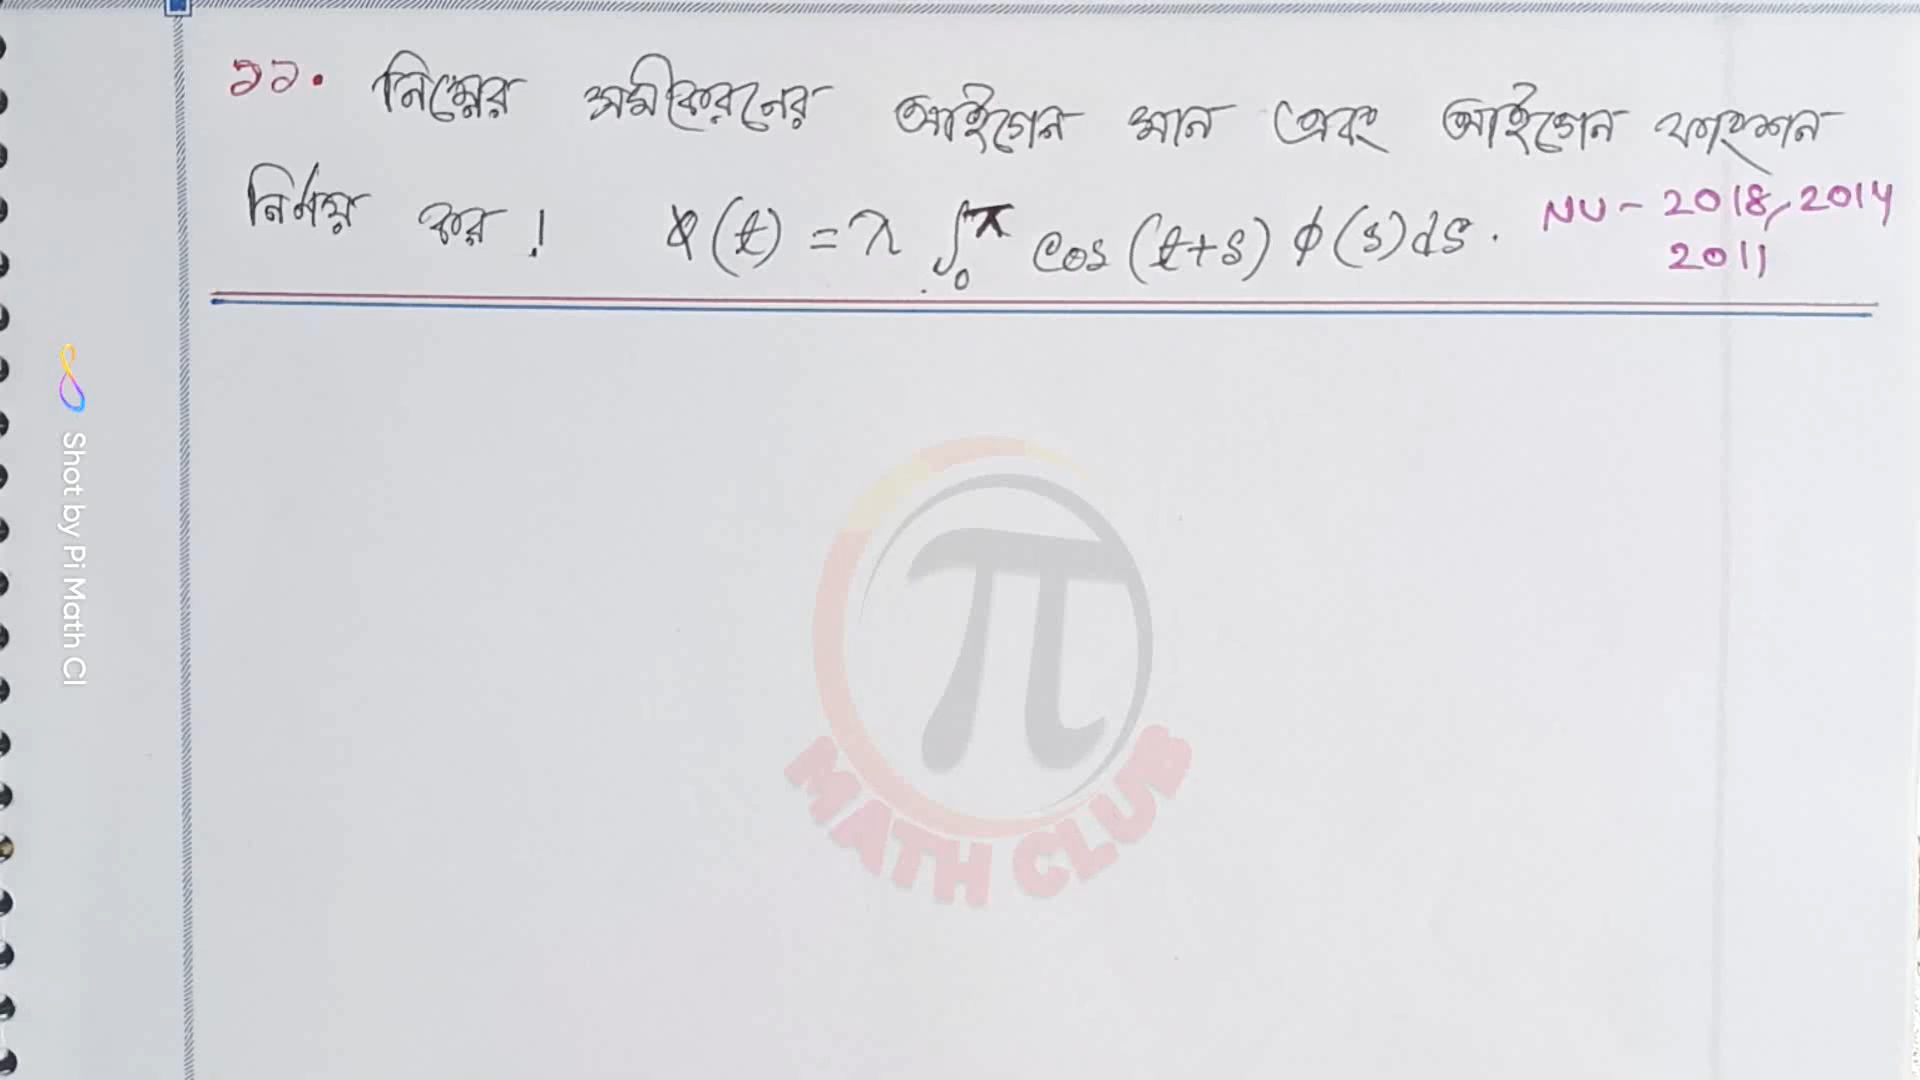 ১১. নিম্নের সমীকরনের আইগেন মান এবং আইগেন ফাংশন
নির্ণয় কর। φ(t) = λ ∫₀^π cos(t+s) φ(s)ds.
NU - 2018, 2014
2011
Shot by Pi Math Cl
π
MATH CLUB